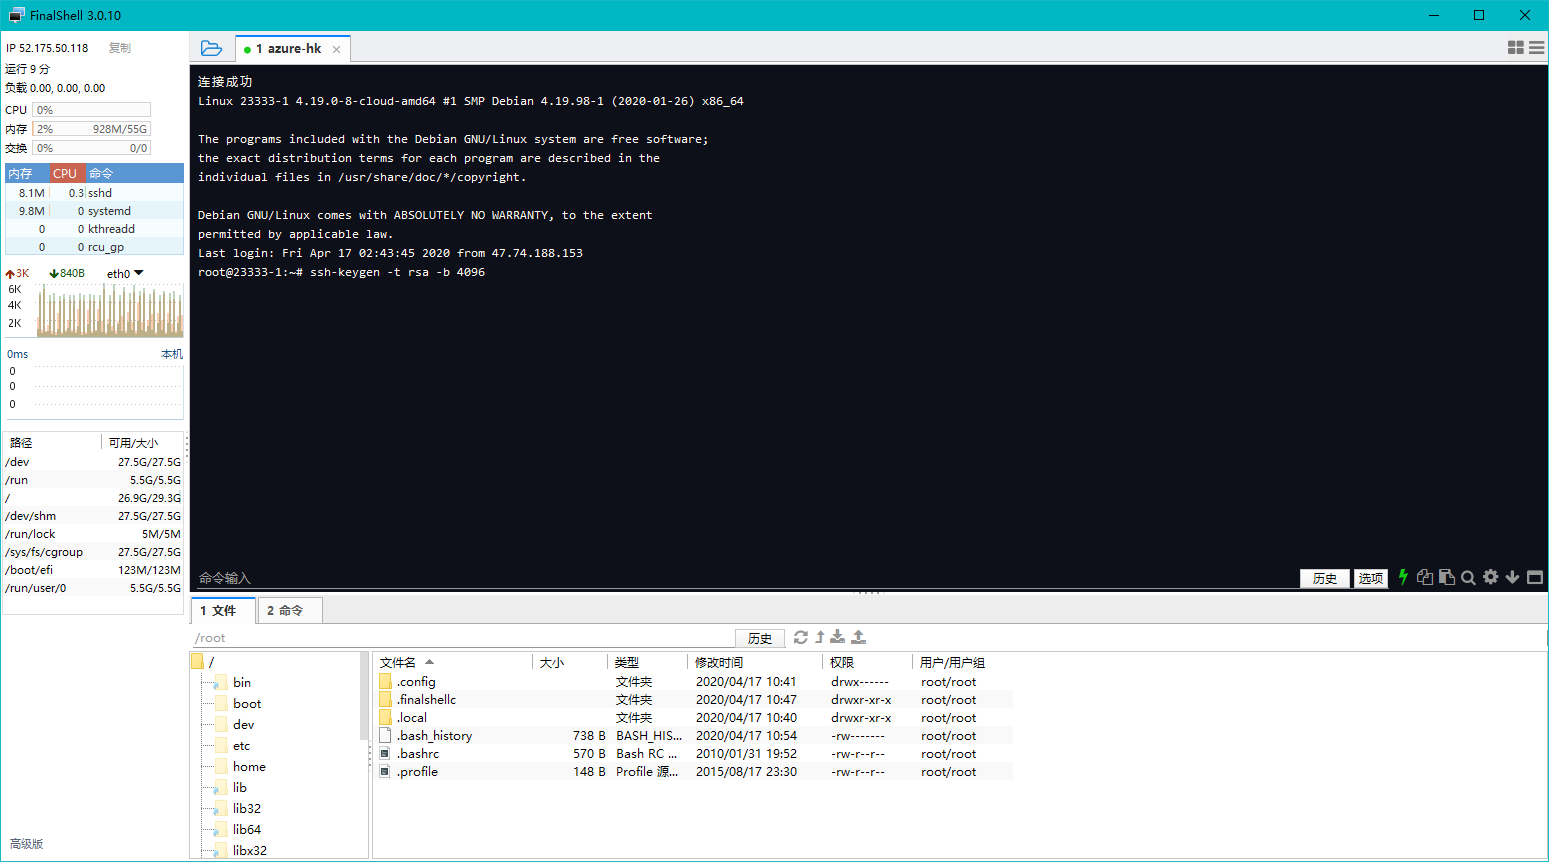 FinalShell 3.0.10
IP 52.175.50.118 复制
运行 9 分
负载 0.00, 0.00, 0.00
CPU 0%
内存 2% 928M/55G
交换 0% 0/0
内存 CPU 命令
8.1M 0.3 sshd
9.8M 0 systemd
0 0 kthreadd
0 0 rcu_gp
3K 840B eth0
6K
4K
2K
0ms 本机
0
0
0
路径 可用/大小
/dev 27.5G/27.5G
/run 5.5G/5.5G
/ 26.9G/29.3G
/dev/shm 27.5G/27.5G
/run/lock 5M/5M
/sys/fs/cgroup 27.5G/27.5G
/boot/efi 123M/123M
/run/user/0 5.5G/5.5G
高级版
1 azure-hk
连接成功
Linux 23333-1 4.19.0-8-cloud-amd64 #1 SMP Debian 4.19.98-1 (2020-01-26) x86_64
The programs included with the Debian GNU/Linux system are free software;
the exact distribution terms for each program are described in the
individual files in /usr/share/doc/*/copyright.
Debian GNU/Linux comes with ABSOLUTELY NO WARRANTY, to the extent
permitted by applicable law.
Last login: Fri Apr 17 02:43:45 2020 from 47.74.188.153
root@23333-1:~# ssh-keygen -t rsa -b 4096
命令输入 历史 选项
1 文件 2 命令
/root 历史
/
bin
boot
dev
etc
home
lib
lib32
lib64
libx32
文件名 大小 类型 修改时间 权限 用户/用户组
.config 文件夹 2020/04/17 10:41 drwx------ root/root
.finalshellc 文件夹 2020/04/17 10:47 drwxr-xr-x root/root
.local 文件夹 2020/04/17 10:40 drwxr-xr-x root/root
.bash_history 738 B BASH_HIS... 2020/04/17 10:54 -rw------- root/root
.bashrc 570 B Bash RC ... 2010/01/31 19:52 -rw-r--r-- root/root
.profile 148 B Profile 源... 2015/08/17 23:30 -rw-r--r-- root/root